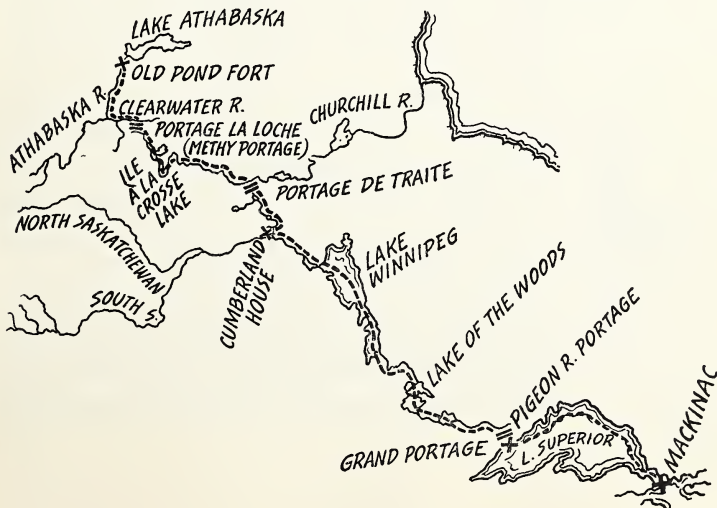 LAKE ATHABASKA
OLD POND FORT
ATHABASKA R.
CLEARWATER R.
PORTAGE LA LOCHE
(METHY PORTAGE)
CHURCHILL R.
ILE
À LA
CROSSE
LAKE
PORTAGE DE TRAITE
NORTH SASKATCHEWAN
SOUTH S.
CUMBERLAND
HOUSE
LAKE
WINNIPEG
LAKE OF THE WOODS
PIGEON R. PORTAGE
GRAND PORTAGE
L. SUPERIOR
MACKINAC